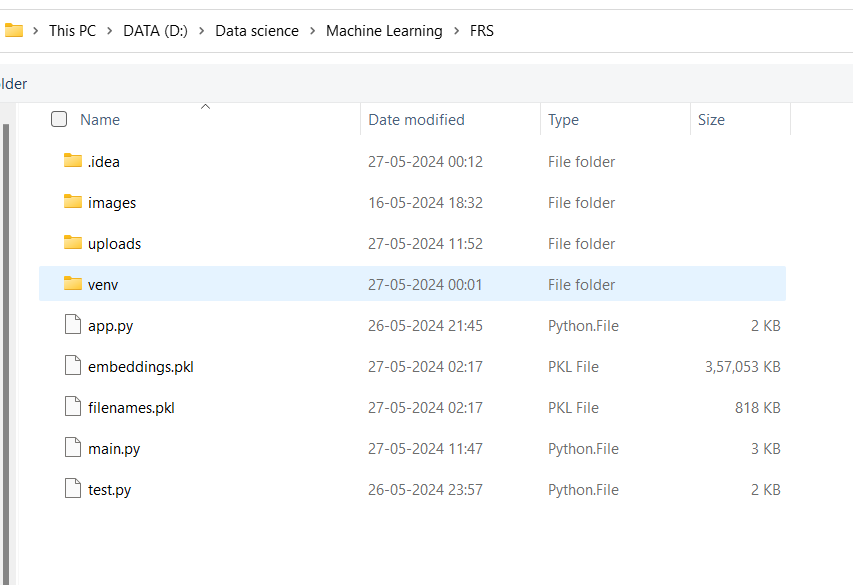 This PC > DATA (D:) > Data science > Machine Learning > FRS
lder
Name Date modified Type Size
.idea 27-05-2024 00:12 File folder
images 16-05-2024 18:32 File folder
uploads 27-05-2024 11:52 File folder
venv 27-05-2024 00:01 File folder
app.py 26-05-2024 21:45 Python.File 2 KB
embeddings.pkl 27-05-2024 02:17 PKL File 3,57,053 KB
filenames.pkl 27-05-2024 02:17 PKL File 818 KB
main.py 27-05-2024 11:47 Python.File 3 KB
test.py 26-05-2024 23:57 Python.File 2 KB